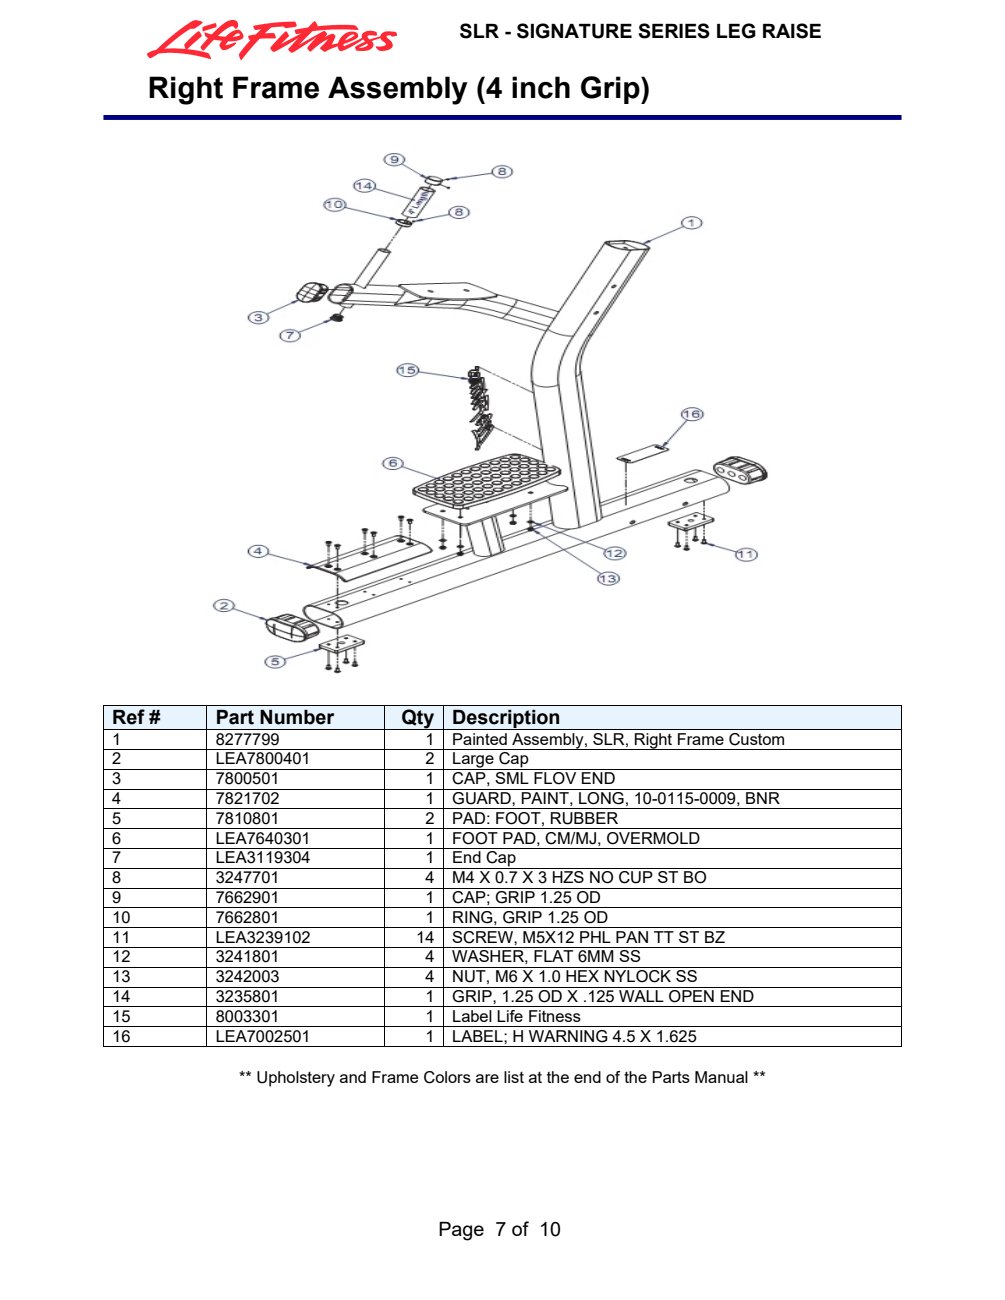 Life Fitness
SLR - SIGNATURE SERIES LEG RAISE
Right Frame Assembly (4 inch Grip)
9
8
14
4" Length
10
8
1
3
7
15
16
6
4
12
11
13
2
5
Ref # Part Number Qty Description
1 8277799 1 Painted Assembly, SLR, Right Frame Custom
2 LEA7800401 2 Large Cap
3 7800501 1 CAP, SML FLOV END
4 7821702 1 GUARD, PAINT, LONG, 10-0115-0009, BNR
5 7810801 2 PAD: FOOT, RUBBER
6 LEA7640301 1 FOOT PAD, CM/MJ, OVERMOLD
7 LEA3119304 1 End Cap
8 3247701 4 M4 X 0.7 X 3 HZS NO CUP ST BO
9 7662901 1 CAP; GRIP 1.25 OD
10 7662801 1 RING, GRIP 1.25 OD
11 LEA3239102 14 SCREW, M5X12 PHL PAN TT ST BZ
12 3241801 4 WASHER, FLAT 6MM SS
13 3242003 4 NUT, M6 X 1.0 HEX NYLOCK SS
14 3235801 1 GRIP, 1.25 OD X .125 WALL OPEN END
15 8003301 1 Label Life Fitness
16 LEA7002501 1 LABEL; H WARNING 4.5 X 1.625
** Upholstery and Frame Colors are list at the end of the Parts Manual **
Page 7 of 10